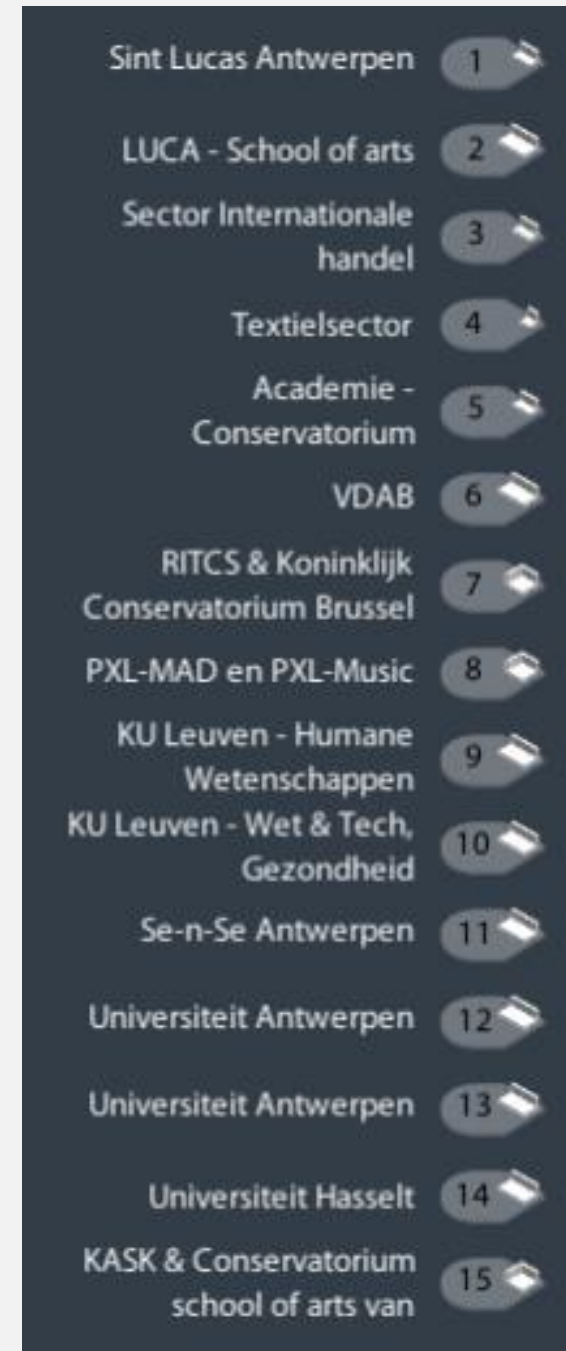 Sint Lucas Antwerpen 1
LUCA - School of arts 2
Sector Internationale
handel 3
Textielsector 4
Academie -
Conservatorium 5
VDAB 6
RITCS & Koninklijk
Conservatorium Brussel 7
PXL-MAD en PXL-Music 8
KU Leuven - Humane
Wetenschappen 9
KU Leuven - Wet & Tech,
Gezondheid 10
Se-n-Se Antwerpen 11
Universiteit Antwerpen 12
Universiteit Antwerpen 13
Universiteit Hasselt 14
KASK & Conservatorium
school of arts van 15